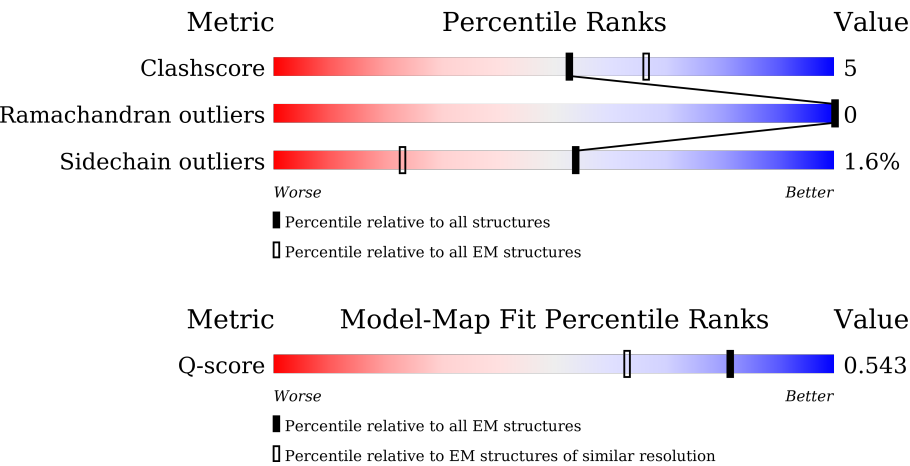 Metric Percentile Ranks Value
Clashscore 5
Ramachandran outliers 0
Sidechain outliers 1.6%
Worse Better
Percentile relative to all structures
Percentile relative to all EM structures
Metric Model-Map Fit Percentile Ranks Value
Q-score 0.543
Worse Better
Percentile relative to all EM structures
Percentile relative to EM structures of similar resolution